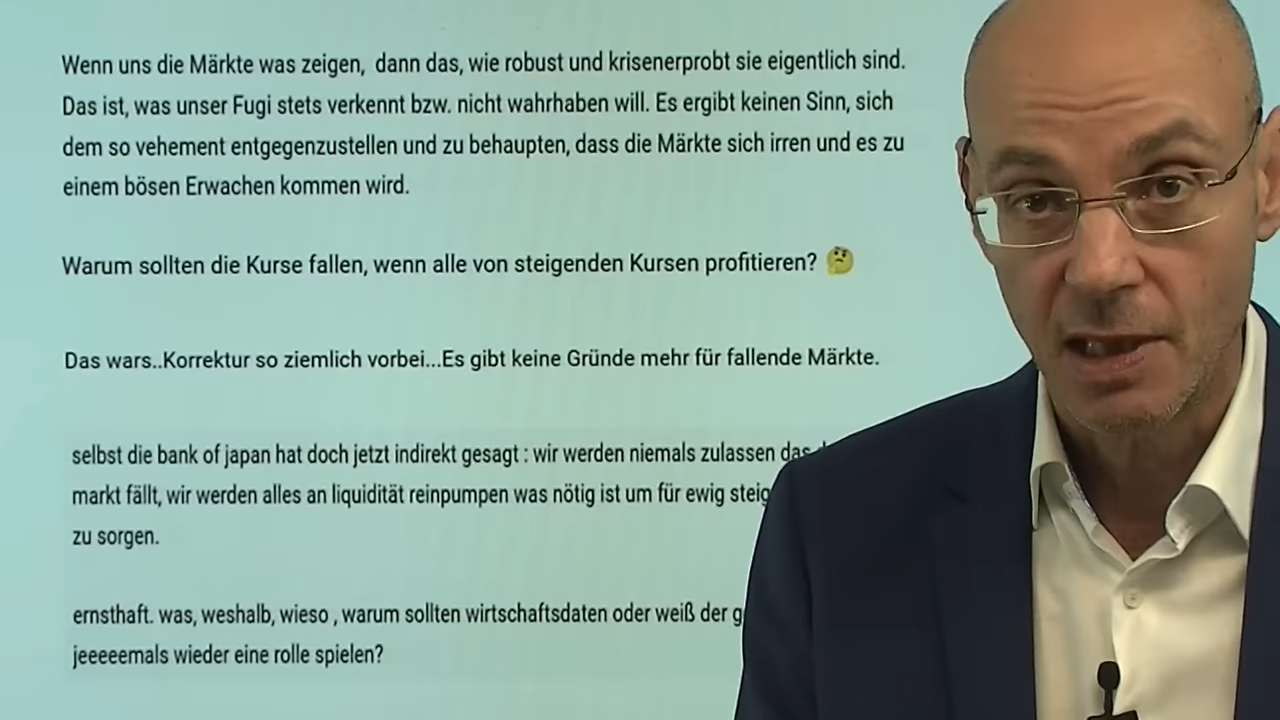 Wenn uns die Märkte was zeigen, dann das, wie robust und krisenerprobt sie eigentlich sind.
Das ist, was unser Fugi stets verkennt bzw. nicht wahrhaben will. Es ergibt keinen Sinn, sich
dem so vehement entgegenzustellen und zu behaupten, dass die Märkte sich irren und es zu
einem bösen Erwachen kommen wird.
Warum sollten die Kurse fallen, wenn alle von steigenden Kursen profitieren? 🤔
Das wars..Korrektur so ziemlich vorbei...Es gibt keine Gründe mehr für fallende Märkte.
selbst die bank of japan hat doch jetzt indirekt gesagt : wir werden niemals zulassen das
markt fällt, wir werden alles an liquidität reinpumpen was nötig ist um für ewig
zu sorgen.
ernsthaft. was, weshalb, wieso , warum sollten wirtschaftsdaten oder weiß der
jeeeeemals wieder eine rolle spielen?